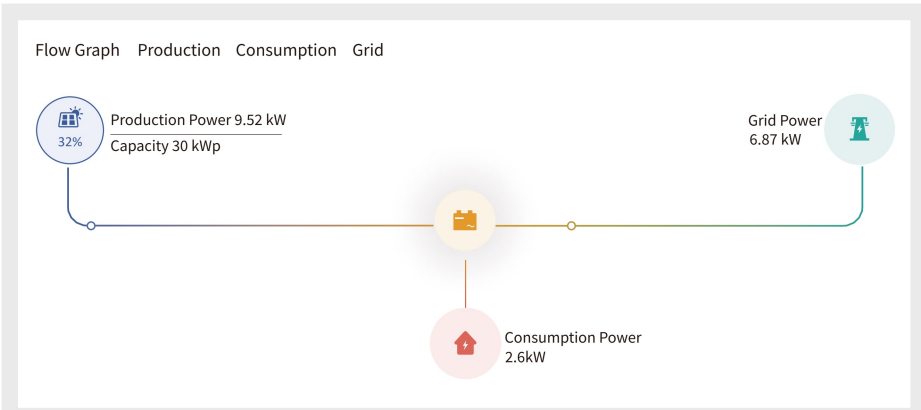 Flow Graph Production Consumption Grid
32%
Production Power 9.52 kW
Capacity 30 kWp
Grid Power
6.87 kW
Consumption Power
2.6kW